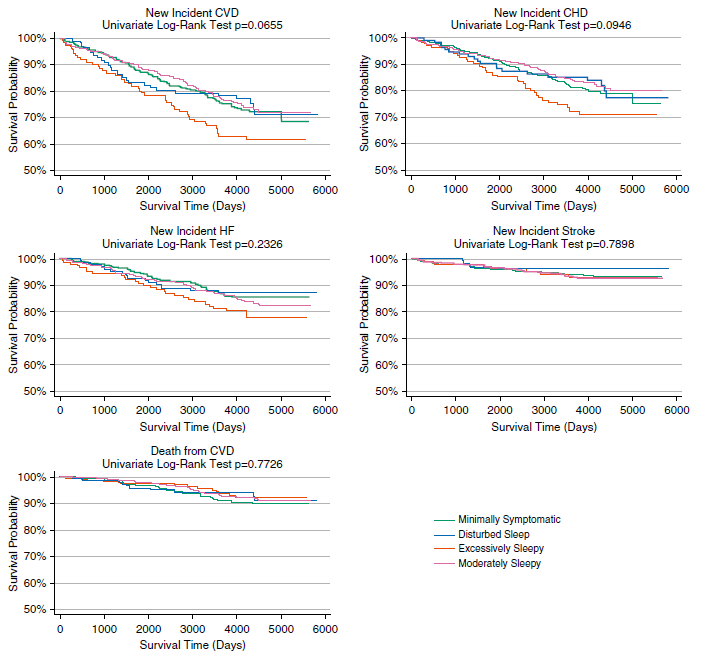 New Incident CVD
Univariate Log-Rank Test p=0.0655
100%
90%
80%
70%
60%
50%
Survival Probability
0 1000 2000 3000 4000 5000 6000
Survival Time (Days)
New Incident CHD
Univariate Log-Rank Test p=0.0946
100%
90%
80%
70%
60%
50%
Survival Probability
0 1000 2000 3000 4000 5000 6000
Survival Time (Days)
New Incident HF
Univariate Log-Rank Test p=0.2326
100%
90%
80%
70%
60%
50%
Survival Probability
0 1000 2000 3000 4000 5000 6000
Survival Time (Days)
New Incident Stroke
Univariate Log-Rank Test p=0.7898
100%
90%
80%
70%
60%
50%
Survival Probability
0 1000 2000 3000 4000 5000 6000
Survival Time (Days)
Death from CVD
Univariate Log-Rank Test p=0.7726
100%
90%
80%
70%
60%
50%
Survival Probability
0 1000 2000 3000 4000 5000 6000
Survival Time (Days)
Minimally Symptomatic
Disturbed Sleep
Excessively Sleepy
Moderately Sleepy